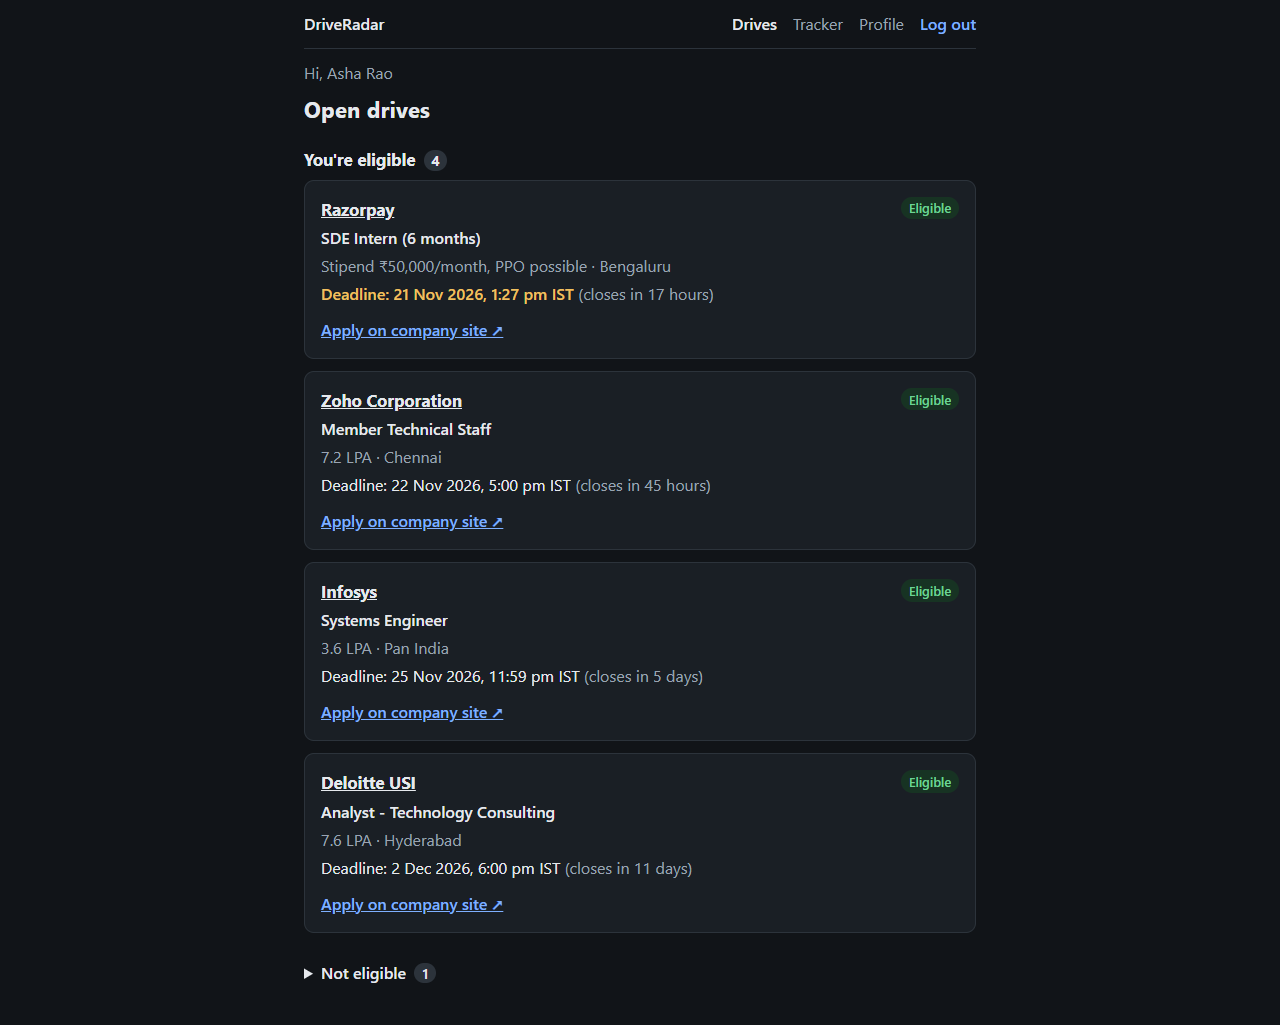 DriveRadar
Drives Tracker Profile Log out
Hi, Asha Rao
Open drives
You're eligible 4
Razorpay Eligible
SDE Intern (6 months)
Stipend ₹50,000/month, PPO possible · Bengaluru
Deadline: 21 Nov 2026, 1:27 pm IST (closes in 17 hours)
Apply on company site ↗
Zoho Corporation Eligible
Member Technical Staff
7.2 LPA · Chennai
Deadline: 22 Nov 2026, 5:00 pm IST (closes in 45 hours)
Apply on company site ↗
Infosys Eligible
Systems Engineer
3.6 LPA · Pan India
Deadline: 25 Nov 2026, 11:59 pm IST (closes in 5 days)
Apply on company site ↗
Deloitte USI Eligible
Analyst - Technology Consulting
7.6 LPA · Hyderabad
Deadline: 2 Dec 2026, 6:00 pm IST (closes in 11 days)
Apply on company site ↗
▶ Not eligible 1